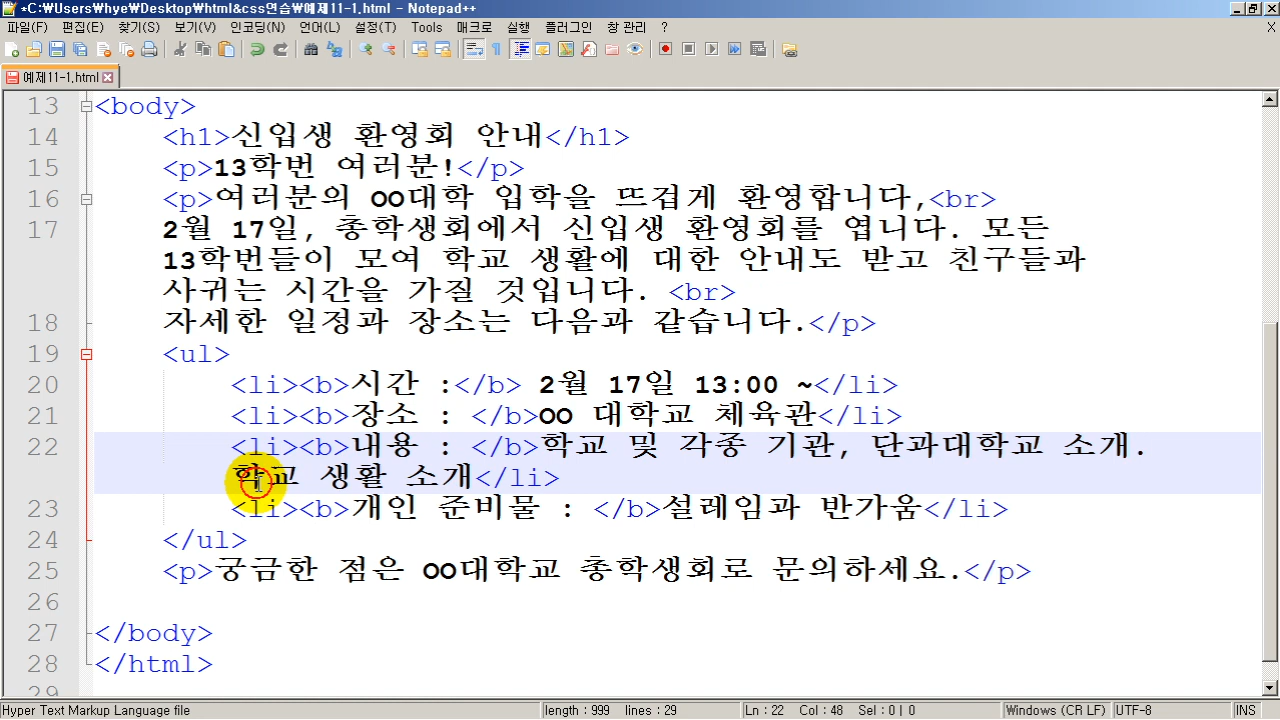 *C:\Users\hye\Desktop\html&css연습\예제11-1.html - Notepad++
파일(F) 편집(E) 찾기(S) 보기(V) 인코딩(N) 언어(L) 설정(T) Tools 매크로 실행 플러그인 창 관리 ? X
예제11-1.html
13 <body>
14 <h1>신입생 환영회 안내</h1>
15 <p>13학번 여러분!</p>
16 <p>여러분의 OO대학 입학을 뜨겁게 환영합니다,<br>
17 2월 17일, 총학생회에서 신입생 환영회를 엽니다. 모든
13학번들이 모여 학교 생활에 대한 안내도 받고 친구들과
사귀는 시간을 가질 것입니다. <br>
18 자세한 일정과 장소는 다음과 같습니다.</p>
19 <ul>
20 <li><b>시간 :</b> 2월 17일 13:00 ~</li>
21 <li><b>장소 : </b>OO 대학교 체육관</li>
22 <li><b>내용 : </b>학교 및 각종 기관, 단과대학교 소개.
학교 생활 소개</li>
23 <li><b>개인 준비물 : </b>설레임과 반가움</li>
24 </ul>
25 <p>궁금한 점은 OO대학교 총학생회로 문의하세요.</p>
26
27 </body>
28 </html>
29
Hyper Text Markup Language file length : 999 lines : 29 Ln : 22 Col : 48 Sel : 0 | 0 Windows (CR LF) UTF-8 INS